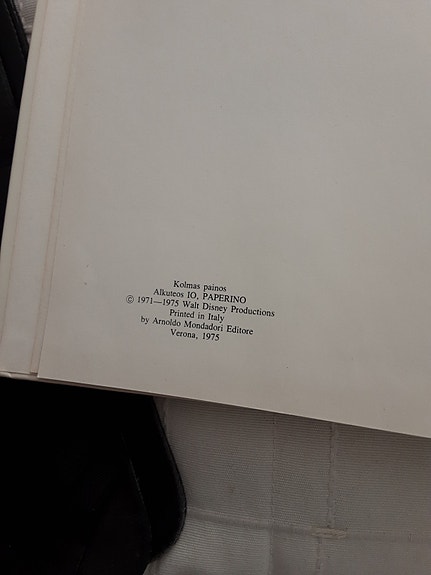 Kolmas painos
Alkuteos IO, PAPERINO
© 1971—1975 Walt Disney Productions
Printed in Italy
by Arnoldo Mondadori Editore
Verona, 1975